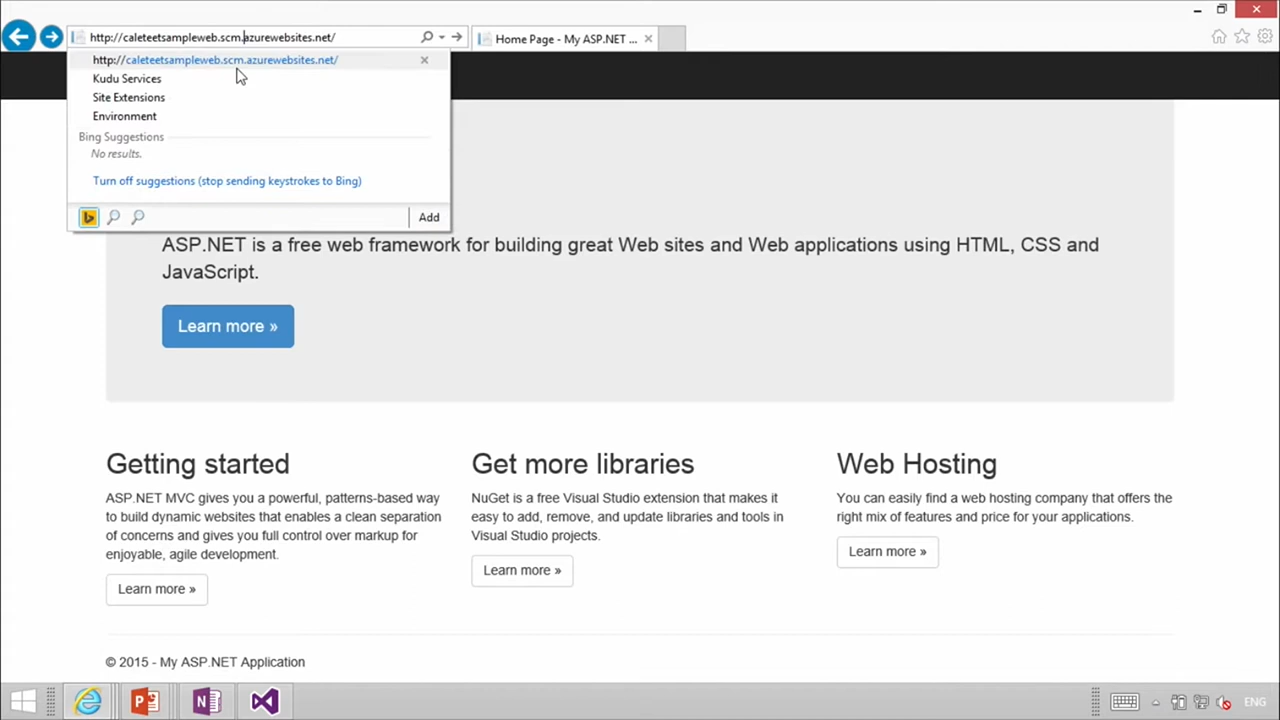 http://caleteetsampleweb.scm.azurewebsites.net/
Home Page - My ASP.NET ...
http://caleteetsampleweb.scm.azurewebsites.net/
Kudu Services
Site Extensions
Environment
Bing Suggestions
No results.
Turn off suggestions (stop sending keystrokes to Bing)
Add
ASP.NET is a free web framework for building great Web sites and Web applications using HTML, CSS and
JavaScript.
Learn more »
Getting started
ASP.NET MVC gives you a powerful, patterns-based way
to build dynamic websites that enables a clean separation
of concerns and gives you full control over markup for
enjoyable, agile development.
Learn more »
Get more libraries
NuGet is a free Visual Studio extension that makes it
easy to add, remove, and update libraries and tools in
Visual Studio projects.
Learn more »
Web Hosting
You can easily find a web hosting company that offers the
right mix of features and price for your applications.
Learn more »
© 2015 - My ASP.NET Application
ENG